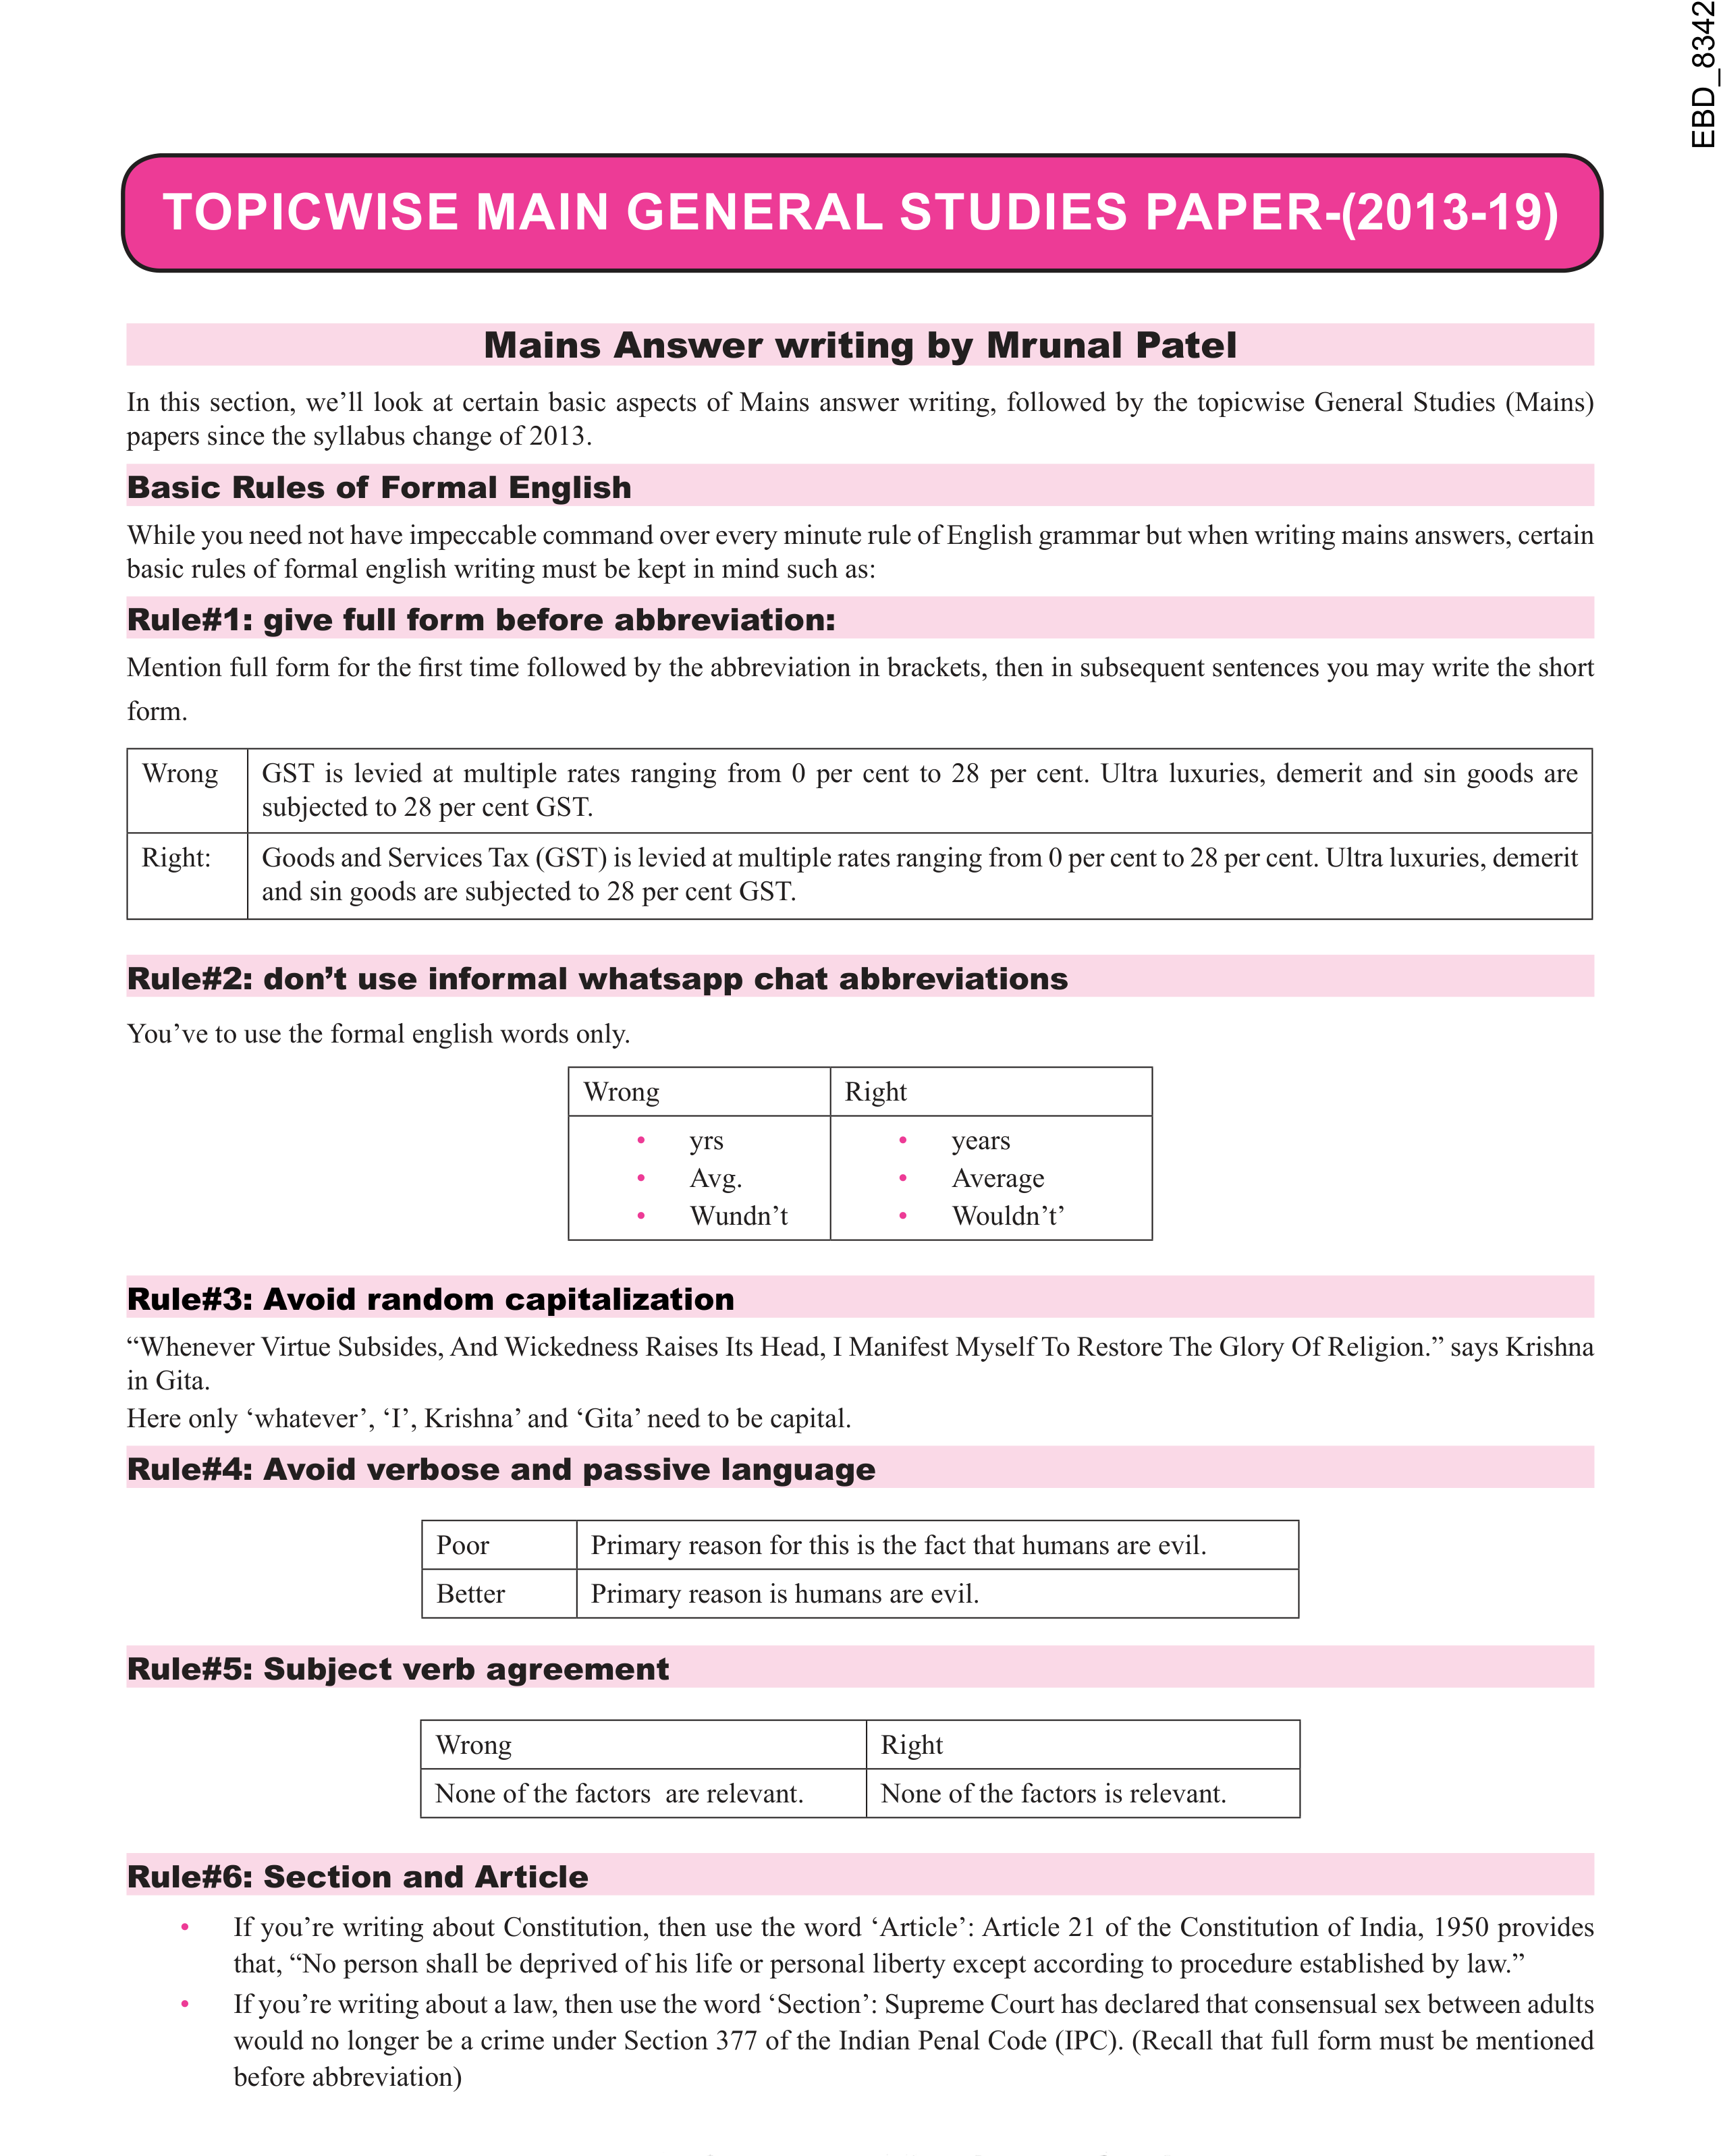 EBD_8342
TOPICWISE MAIN GENERAL STUDIES PAPER-(2013-19)
Mains Answer writing by Mrunal Patel
In this section, we’ll look at certain basic aspects of Mains answer writing, followed by the topicwise General Studies (Mains)
papers since the syllabus change of 2013.
Basic Rules of Formal English
While you need not have impeccable command over every minute rule of English grammar but when writing mains answers, certain
basic rules of formal english writing must be kept in mind such as:
Rule#1: give full form before abbreviation:
Mention full form for the first time followed by the abbreviation in brackets, then in subsequent sentences you may write the short
form.
Wrong GST is levied at multiple rates ranging from 0 per cent to 28 per cent. Ultra luxuries, demerit and sin goods are
subjected to 28 per cent GST.
Right: Goods and Services Tax (GST) is levied at multiple rates ranging from 0 per cent to 28 per cent. Ultra luxuries, demerit
and sin goods are subjected to 28 per cent GST.
Rule#2: don’t use informal whatsapp chat abbreviations
You’ve to use the formal english words only.
Wrong Right
• yrs • years
• Avg. • Average
• Wundn’t • Wouldn’t’
Rule#3: Avoid random capitalization
“Whenever Virtue Subsides, And Wickedness Raises Its Head, I Manifest Myself To Restore The Glory Of Religion.” says Krishna
in Gita.
Here only ‘whatever’, ‘I’, Krishna’ and ‘Gita’ need to be capital.
Rule#4: Avoid verbose and passive language
Poor Primary reason for this is the fact that humans are evil.
Better Primary reason is humans are evil.
Rule#5: Subject verb agreement
Wrong Right
None of the factors  are relevant. None of the factors is relevant.
Rule#6: Section and Article
• If you’re writing about Constitution, then use the word ‘Article’: Article 21 of the Constitution of India, 1950 provides
that, “No person shall be deprived of his life or personal liberty except according to procedure established by law.”
• If you’re writing about a law, then use the word ‘Section’: Supreme Court has declared that consensual sex between adults
would no longer be a crime under Section 377 of the Indian Penal Code (IPC). (Recall that full form must be mentioned
before abbreviation)